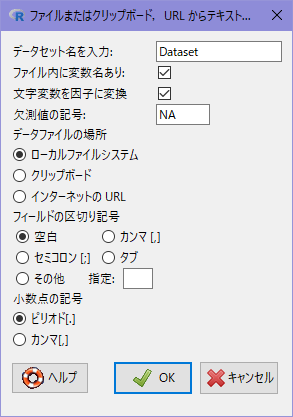 ファイルまたはクリップボード， URL からテキスト...
データセット名を入力: Dataset
ファイル内に変数名あり:
文字変数を因子に変換
欠測値の記号: NA
データファイルの場所
ローカルファイルシステム
クリップボード
インターネットの URL
フィールドの区切り記号
空白 カンマ [,]
セミコロン [;] タブ
その他 指定:
小数点の記号
ピリオド[.]
カンマ[,]
ヘルプ OK キャンセル